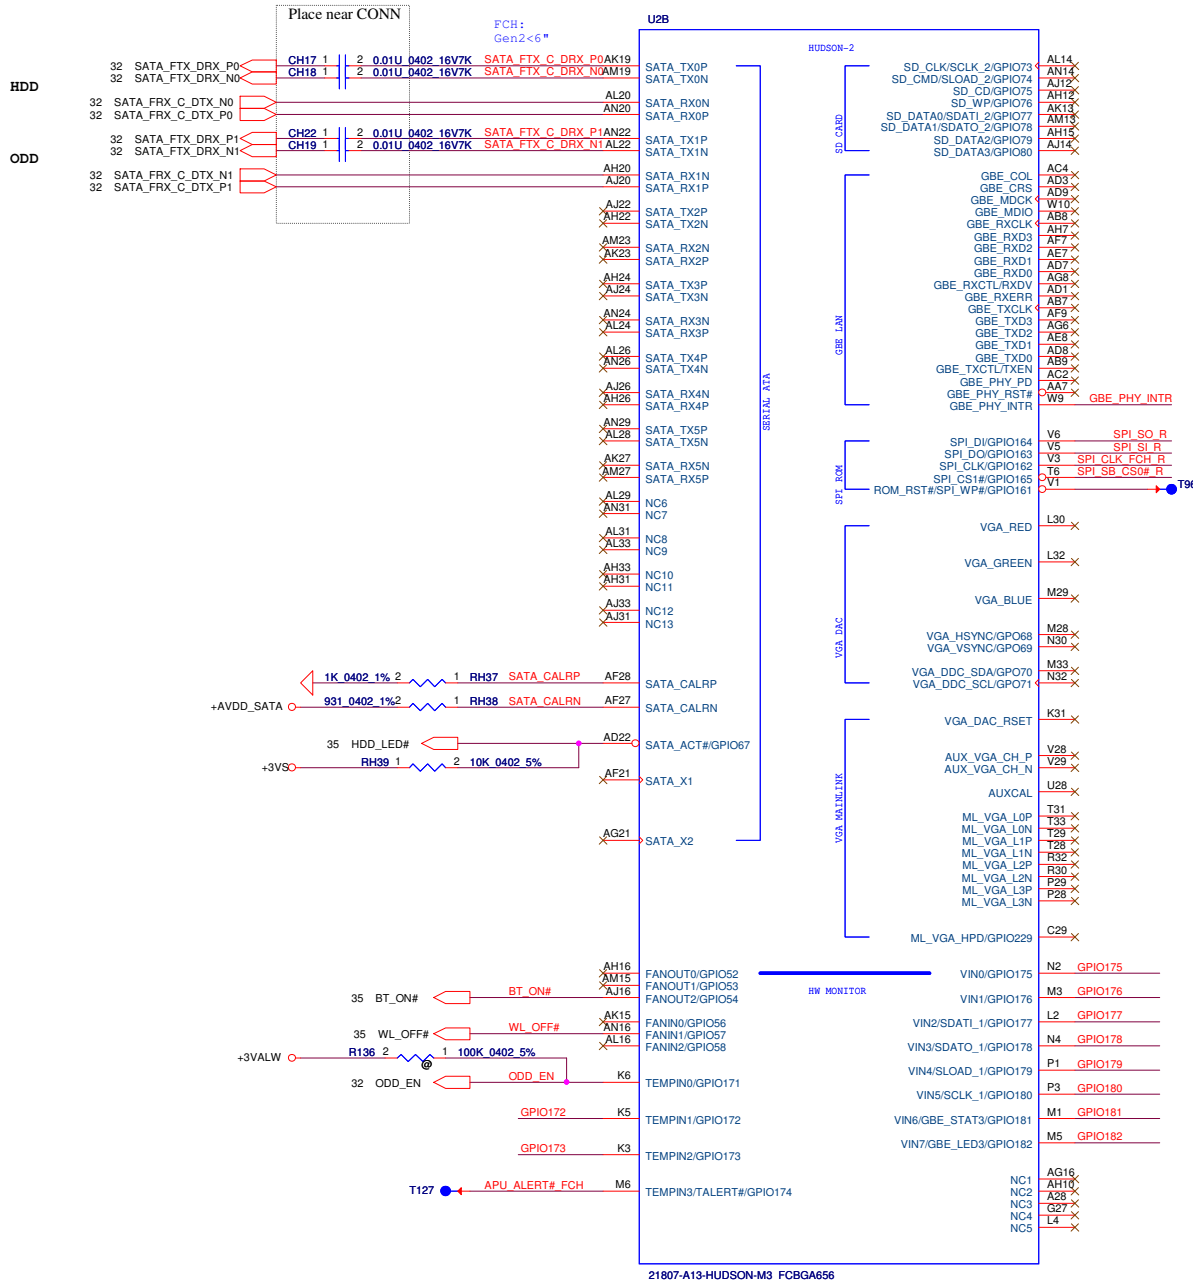 Place near CONN
FCH:
Gen2<6"
U2B
HUDSON-2
HDD
32 SATA_FTX_DRX_P0 CH17 1 2 0.01U_0402_16V7K SATA_FTX_C_DRX_P0 AK19 SATA_TX0P
32 SATA_FTX_DRX_N0 CH18 1 2 0.01U_0402_16V7K SATA_FTX_C_DRX_N0 AM19 SATA_TX0N
32 SATA_FRX_C_DTX_N0 AL20 SATA_RX0N
32 SATA_FRX_C_DTX_P0 AN20 SATA_RX0P
ODD
32 SATA_FTX_DRX_P1 CH22 1 2 0.01U_0402_16V7K SATA_FTX_C_DRX_P1 AN22 SATA_TX1P
32 SATA_FTX_DRX_N1 CH19 1 2 0.01U_0402_16V7K SATA_FTX_C_DRX_N1 AL22 SATA_TX1N
32 SATA_FRX_C_DTX_N1 AH20 SATA_RX1N
32 SATA_FRX_C_DTX_P1 AJ20 SATA_RX1P
AJ22 SATA_TX2P
AH22 SATA_TX2N
AM23 SATA_RX2N
AK23 SATA_RX2P
AH24 SATA_TX3P
AJ24 SATA_TX3N
AN24 SATA_RX3N
AL24 SATA_RX3P
AL26 SATA_TX4P
AN26 SATA_TX4N
AJ26 SATA_RX4N
AH26 SATA_RX4P
AN29 SATA_TX5P
AL28 SATA_TX5N
AK27 SATA_RX5N
AM27 SATA_RX5P
AL29 NC6
AN31 NC7
AL31 NC8
AL33 NC9
AH33 NC10
AH31 NC11
AJ33 NC12
AJ31 NC13
1K_0402_1% 2 1 RH37 SATA_CALRP AF28 SATA_CALRP
+AVDD_SATA 931_0402_1% 2 1 RH38 SATA_CALRN AF27 SATA_CALRN
35 HDD_LED# AD22 SATA_ACT#/GPIO67
+3VS RH39 1 2 10K_0402_5%
AF21 SATA_X1
AG21 SATA_X2
SERIAL ATA
AH16 FANOUT0/GPIO52
AM15 FANOUT1/GPIO53
35 BT_ON# BT_ON# AJ16 FANOUT2/GPIO54
AK15 FANIN0/GPIO56
35 WL_OFF# WL_OFF# AN16 FANIN1/GPIO57
AL16 FANIN2/GPIO58
+3VALW R136 2 1 100K_0402_5%
@
32 ODD_EN ODD_EN K6 TEMPIN0/GPIO171
GPIO172 K5 TEMPIN1/GPIO172
GPIO173 K3 TEMPIN2/GPIO173
T127 APU_ALERT#_FCH M6 TEMPIN3/TALERT#/GPIO174
SD CARD
SD_CLK/SCLK_2/GPIO73 AL14
SD_CMD/SLOAD_2/GPIO74 AN14
SD_CD/GPIO75 AJ12
SD_WP/GPIO76 AH12
SD_DATA0/SDATI_2/GPIO77 AK13
SD_DATA1/SDATO_2/GPIO78 AM13
SD_DATA2/GPIO79 AH15
SD_DATA3/GPIO80 AJ14
GBE LAN
GBE_COL AC4
GBE_CRS AD3
GBE_MDCK AD9
GBE_MDIO W10
GBE_RXCLK AB8
GBE_RXD3 AH7
GBE_RXD2 AF7
GBE_RXD1 AE7
GBE_RXD0 AD7
GBE_RXCTL/RXDV AG8
GBE_RXERR AD1
GBE_TXCLK AB7
GBE_TXD3 AF9
GBE_TXD2 AG6
GBE_TXD1 AE8
GBE_TXD0 AD8
GBE_TXCTL/TXEN AB9
GBE_PHY_PD AC2
GBE_PHY_RST# AA7
GBE_PHY_INTR W9 GBE_PHY_INTR
SPI ROM
SPI_DI/GPIO164 V6 SPI_SO_R
SPI_DO/GPIO163 V5 SPI_SI_R
SPI_CLK/GPIO162 V3 SPI_CLK_FCH_R
SPI_CS1#/GPIO165 T6 SPI_SB_CS0#_R
ROM_RST#/SPI_WP#/GPIO161 V1 T96
VGA DAC
VGA_RED L30
VGA_GREEN L32
VGA_BLUE M29
VGA_HSYNC/GPO68 M28
VGA_VSYNC/GPO69 N30
VGA_DDC_SDA/GPO70 M33
VGA_DDC_SCL/GPO71 N32
VGA MAINLINK
VGA_DAC_RSET K31
AUX_VGA_CH_P V28
AUX_VGA_CH_N V29
AUXCAL U28
ML_VGA_L0P T31
ML_VGA_L0N T33
ML_VGA_L1P T29
ML_VGA_L1N T28
ML_VGA_L2P R32
ML_VGA_L2N R30
ML_VGA_L3P P29
ML_VGA_L3N P28
ML_VGA_HPD/GPIO229 C29
HW MONITOR
VIN0/GPIO175 N2 GPIO175
VIN1/GPIO176 M3 GPIO176
VIN2/SDATI_1/GPIO177 L2 GPIO177
VIN3/SDATO_1/GPIO178 N4 GPIO178
VIN4/SLOAD_1/GPIO179 P1 GPIO179
VIN5/SCLK_1/GPIO180 P3 GPIO180
VIN6/GBE_STAT3/GPIO181 M1 GPIO181
VIN7/GBE_LED3/GPIO182 M5 GPIO182
NC1 AG16
NC2 AH10
NC3 A28
NC4 G27
NC5 L4
21807-A13-HUDSON-M3_FCBGA656